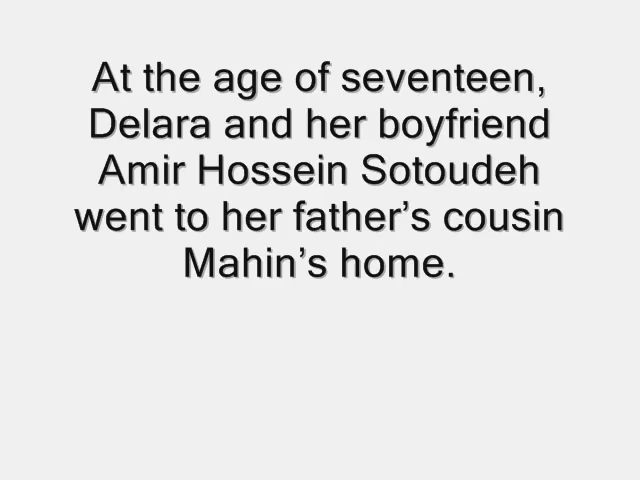 At the age of seventeen,
Delara and her boyfriend
Amir Hossein Sotoudeh
went to her father’s cousin
Mahin’s home.